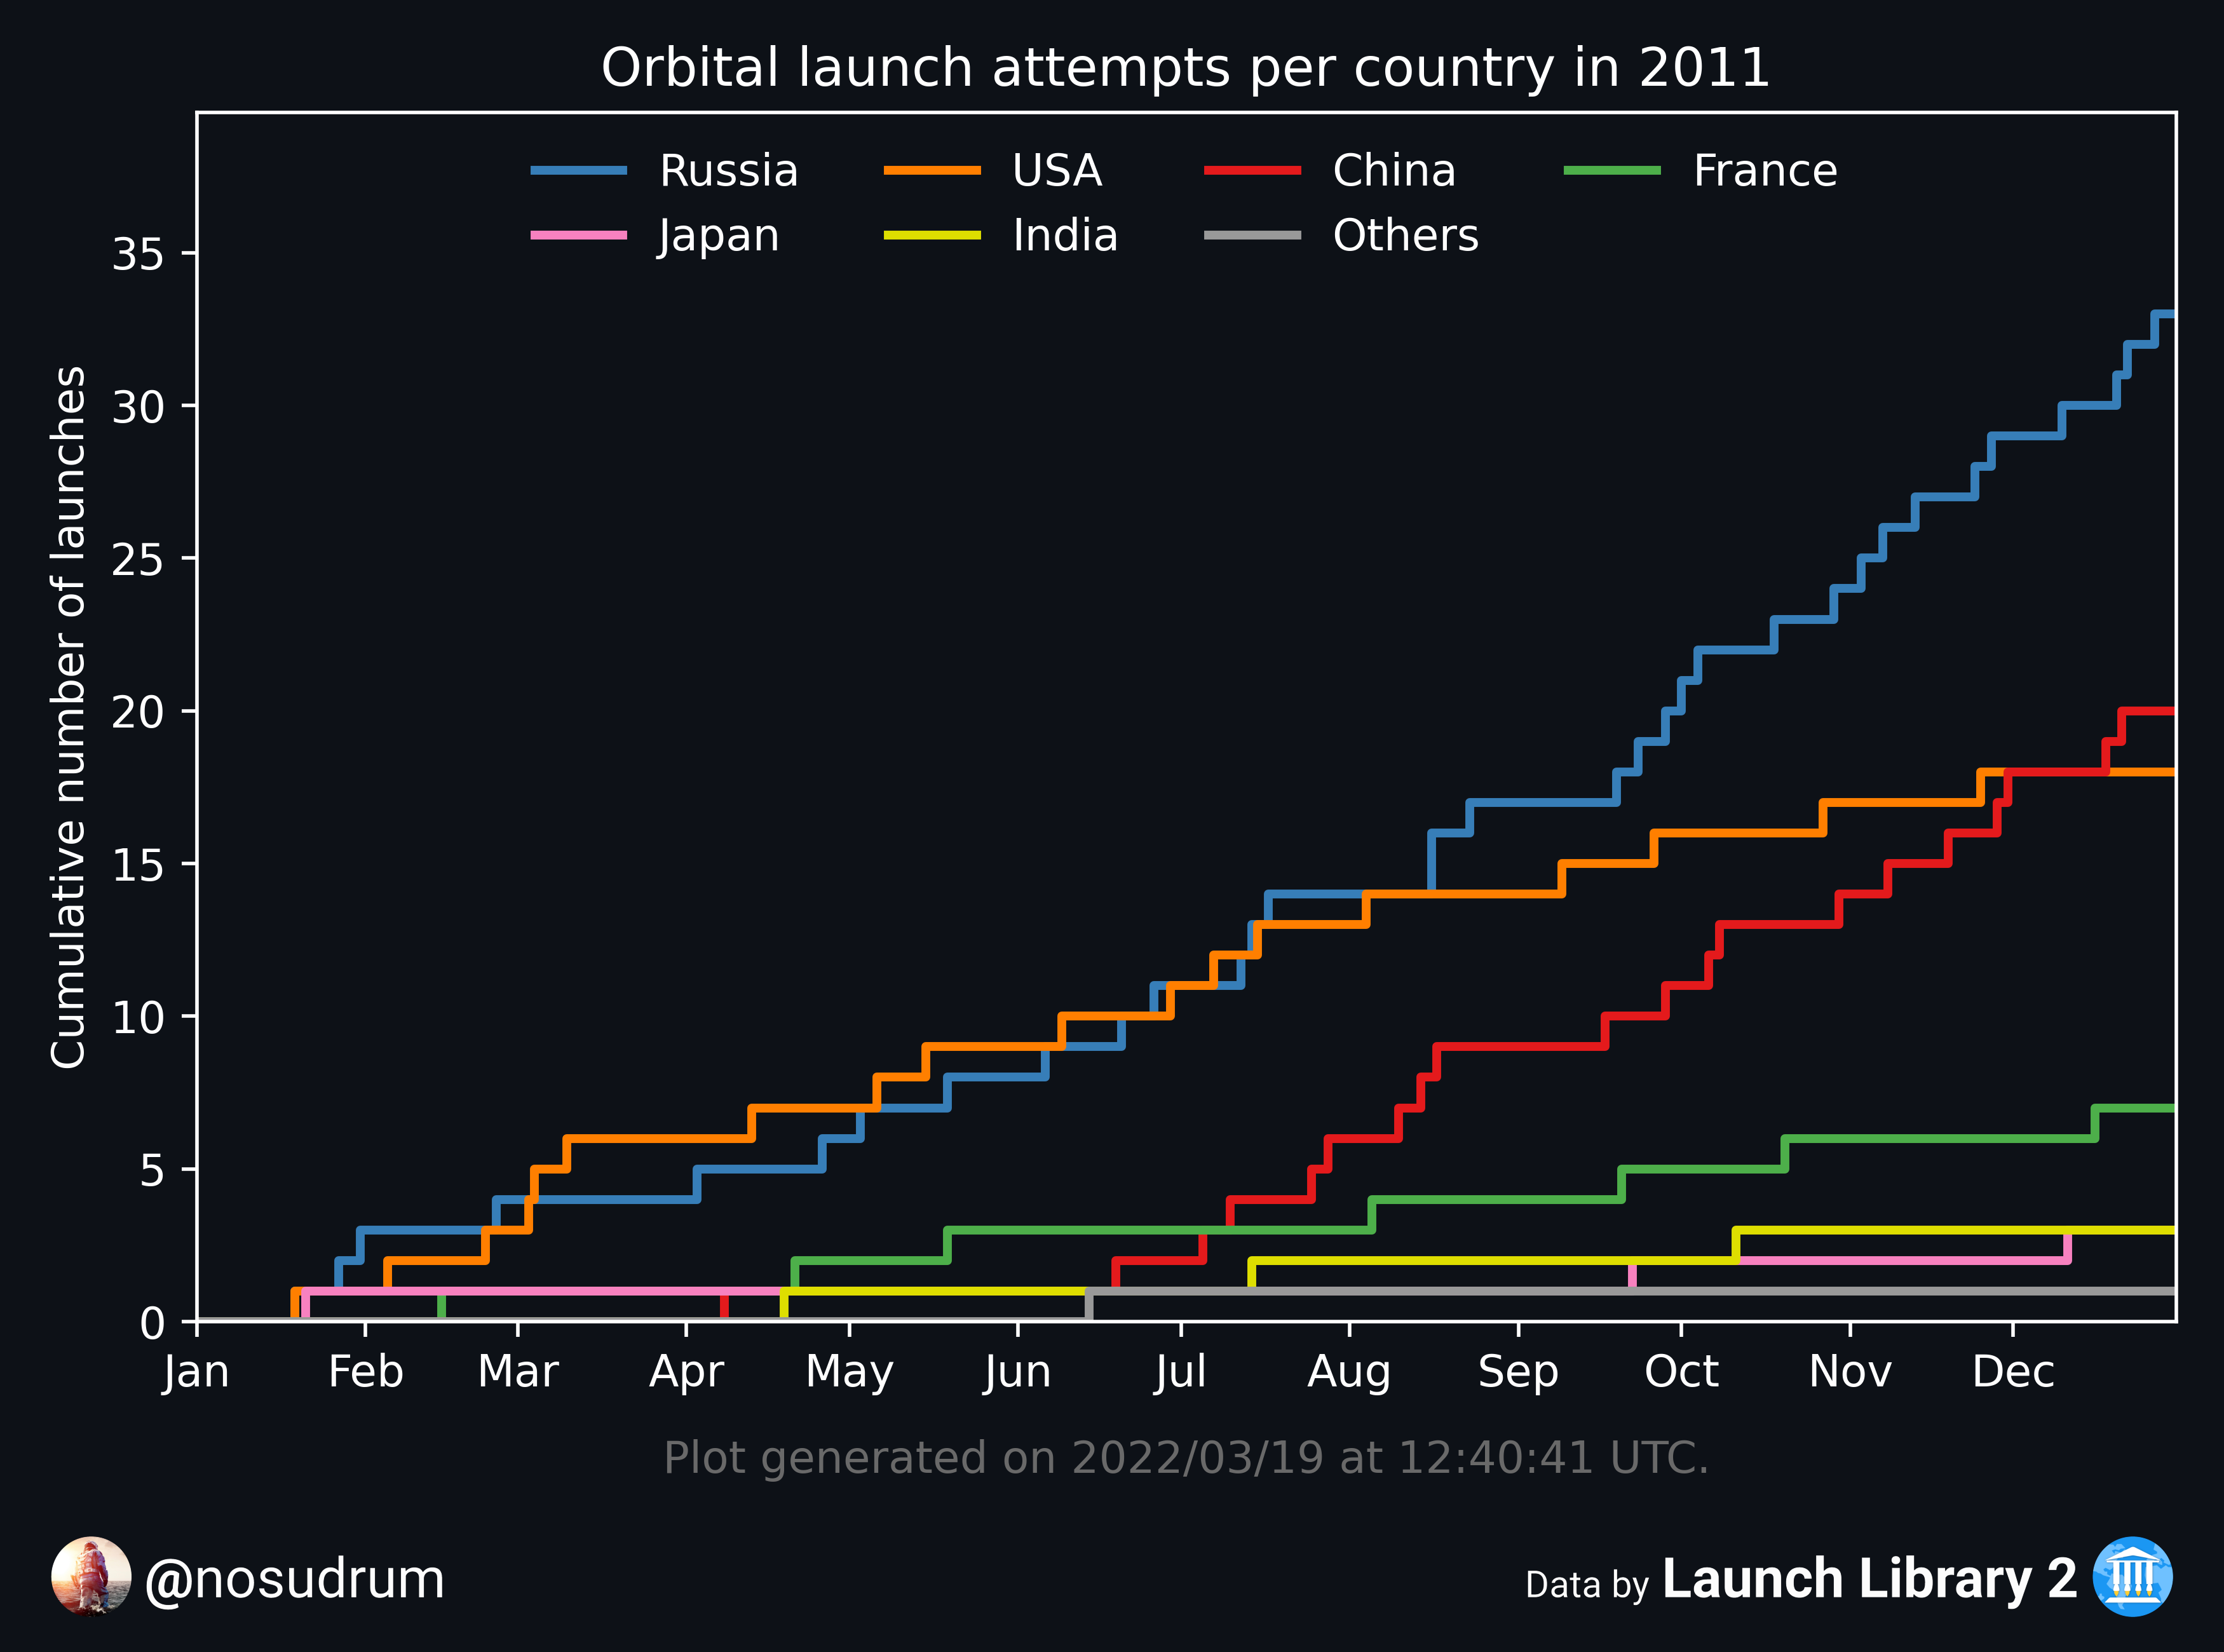 Orbital launch attempts per country in 2011
Russia USA China France
Japan India Others
Cumulative number of launches
35
30
25
20
15
10
5
0
Jan Feb Mar Apr May Jun Jul Aug Sep Oct Nov Dec
Plot generated on 2022/03/19 at 12:40:41 UTC.
@nosudrum
Data by Launch Library 2